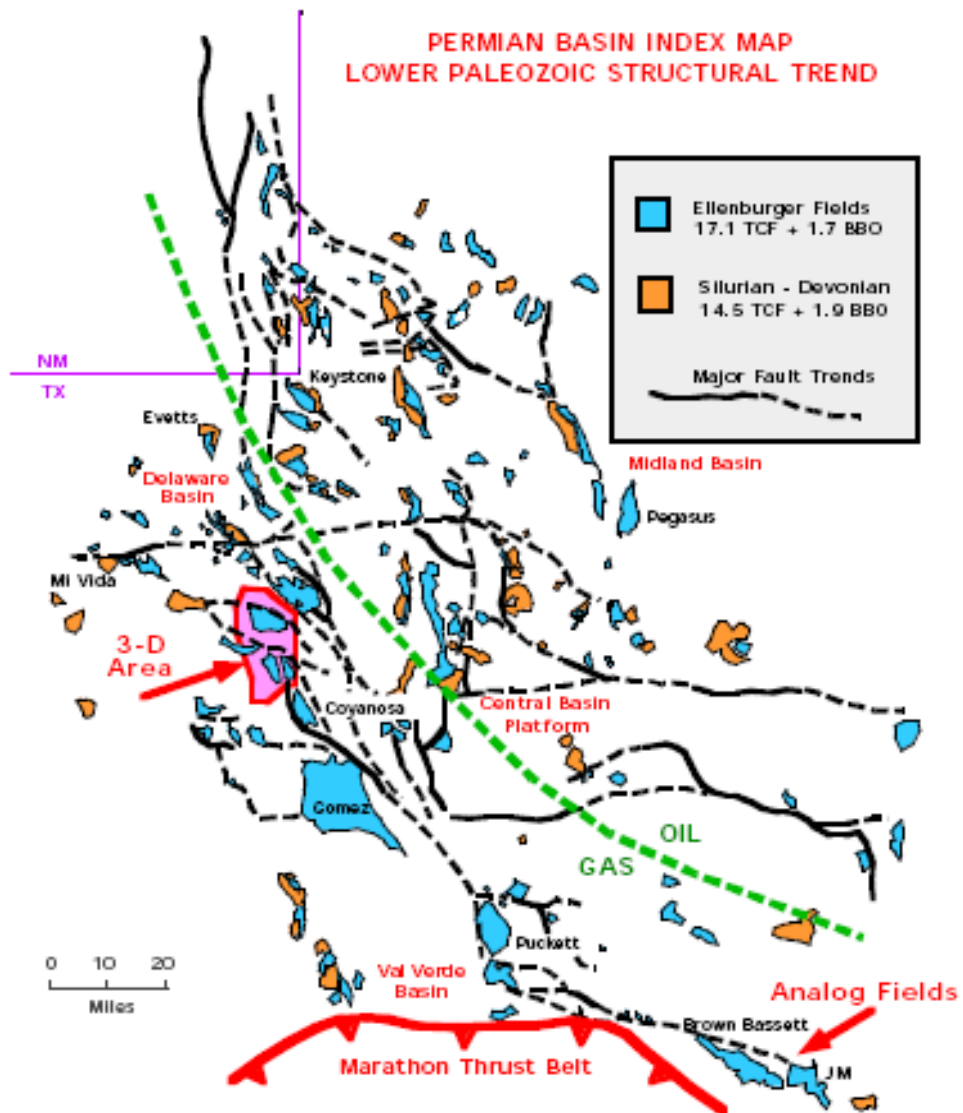 PERMIAN BASIN INDEX MAP
LOWER PALEOZOIC STRUCTURAL TREND
Ellenburger Fields
17.1 TCF + 1.7 BBO
Silurian - Devonian
14.5 TCF + 1.9 BBO
Major Fault Trends
NM
TX
Keystone
Evetts
Midland Basin
Delaware
Basin
Pegasus
Mi Vida
3-D
Area
Coyanosa
Central Basin
Platform
Gomez
OIL
GAS
Puckett
0 10 20
Miles
Val Verde
Basin
Analog Fields
Brown Bassett
JM
Marathon Thrust Belt